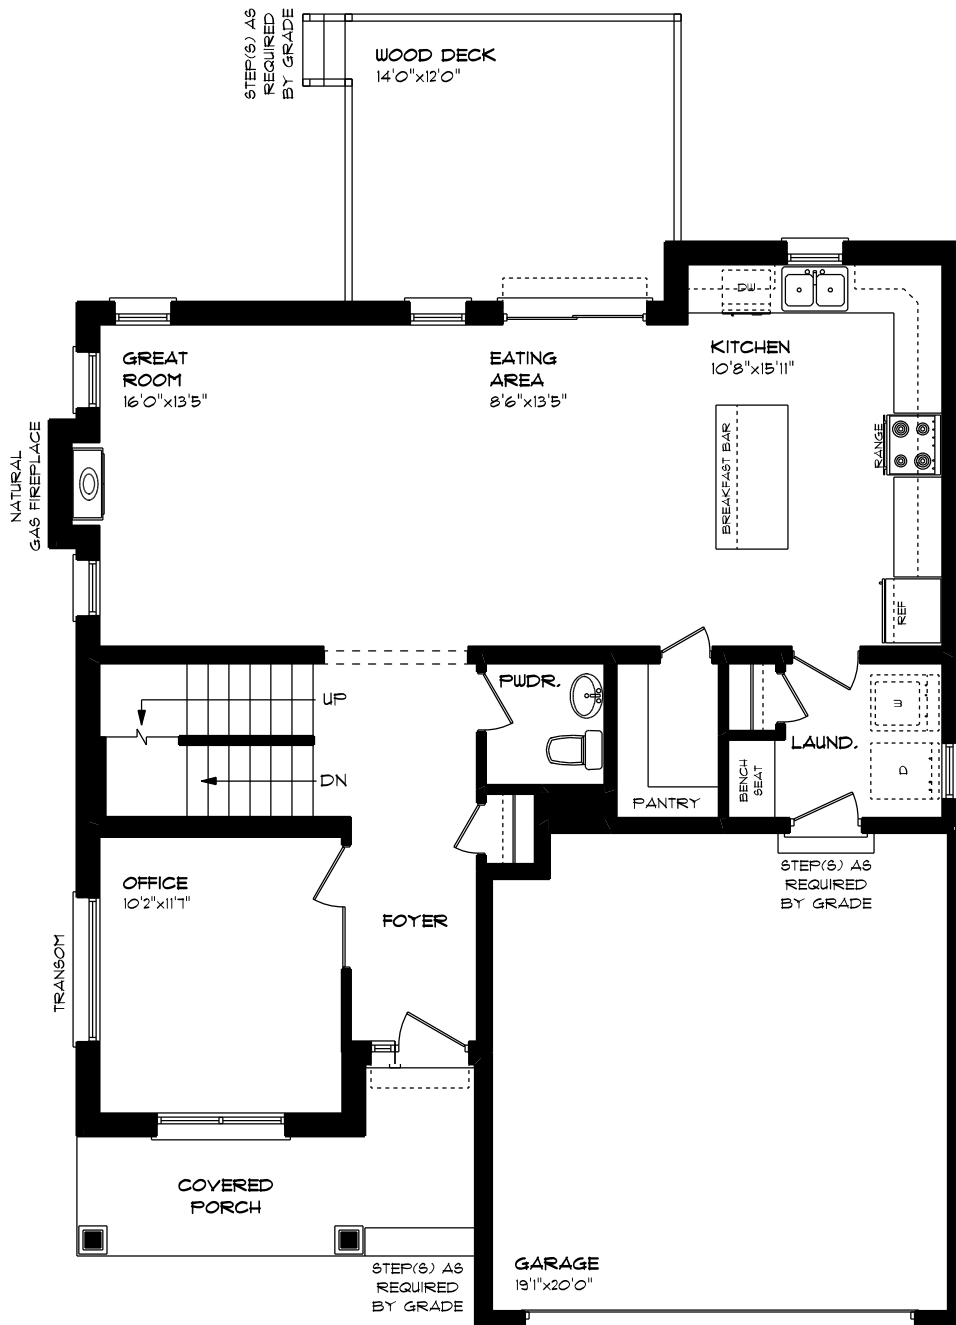 STEP(S) AS
REQUIRED
BY GRADE
WOOD DECK
14'0"x12'0"
GREAT
ROOM
16'0"x13'5"
EATING
AREA
8'6"x13'5"
KITCHEN
10'8"x15'11"
DW
NATURAL
GAS FIREPLACE
BREAKFAST BAR
RANGE
REF
UP
DN
PWDR.
PANTRY
BENCH
SEAT
LAUND.
W
D
STEP(S) AS
REQUIRED
BY GRADE
OFFICE
10'2"x11'7"
FOYER
TRANSOM
COVERED
PORCH
STEP(S) AS
REQUIRED
BY GRADE
GARAGE
19'1"x20'0"